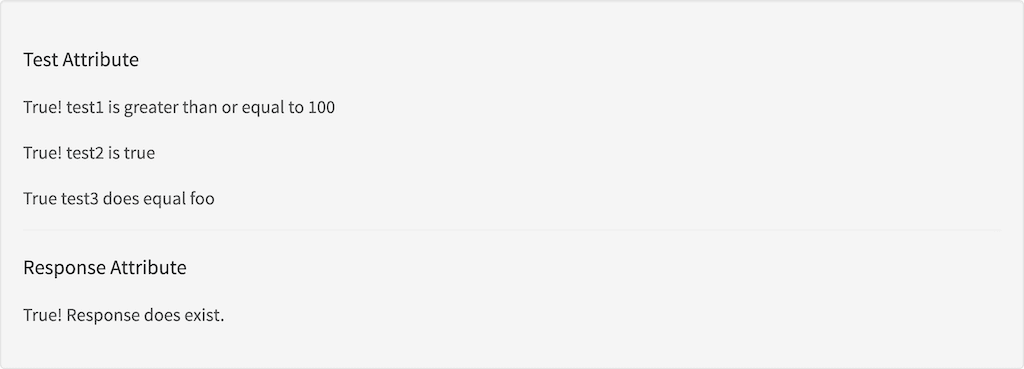 Test Attribute
True! test1 is greater than or equal to 100
True! test2 is true
True test3 does equal foo
Response Attribute
True! Response does exist.